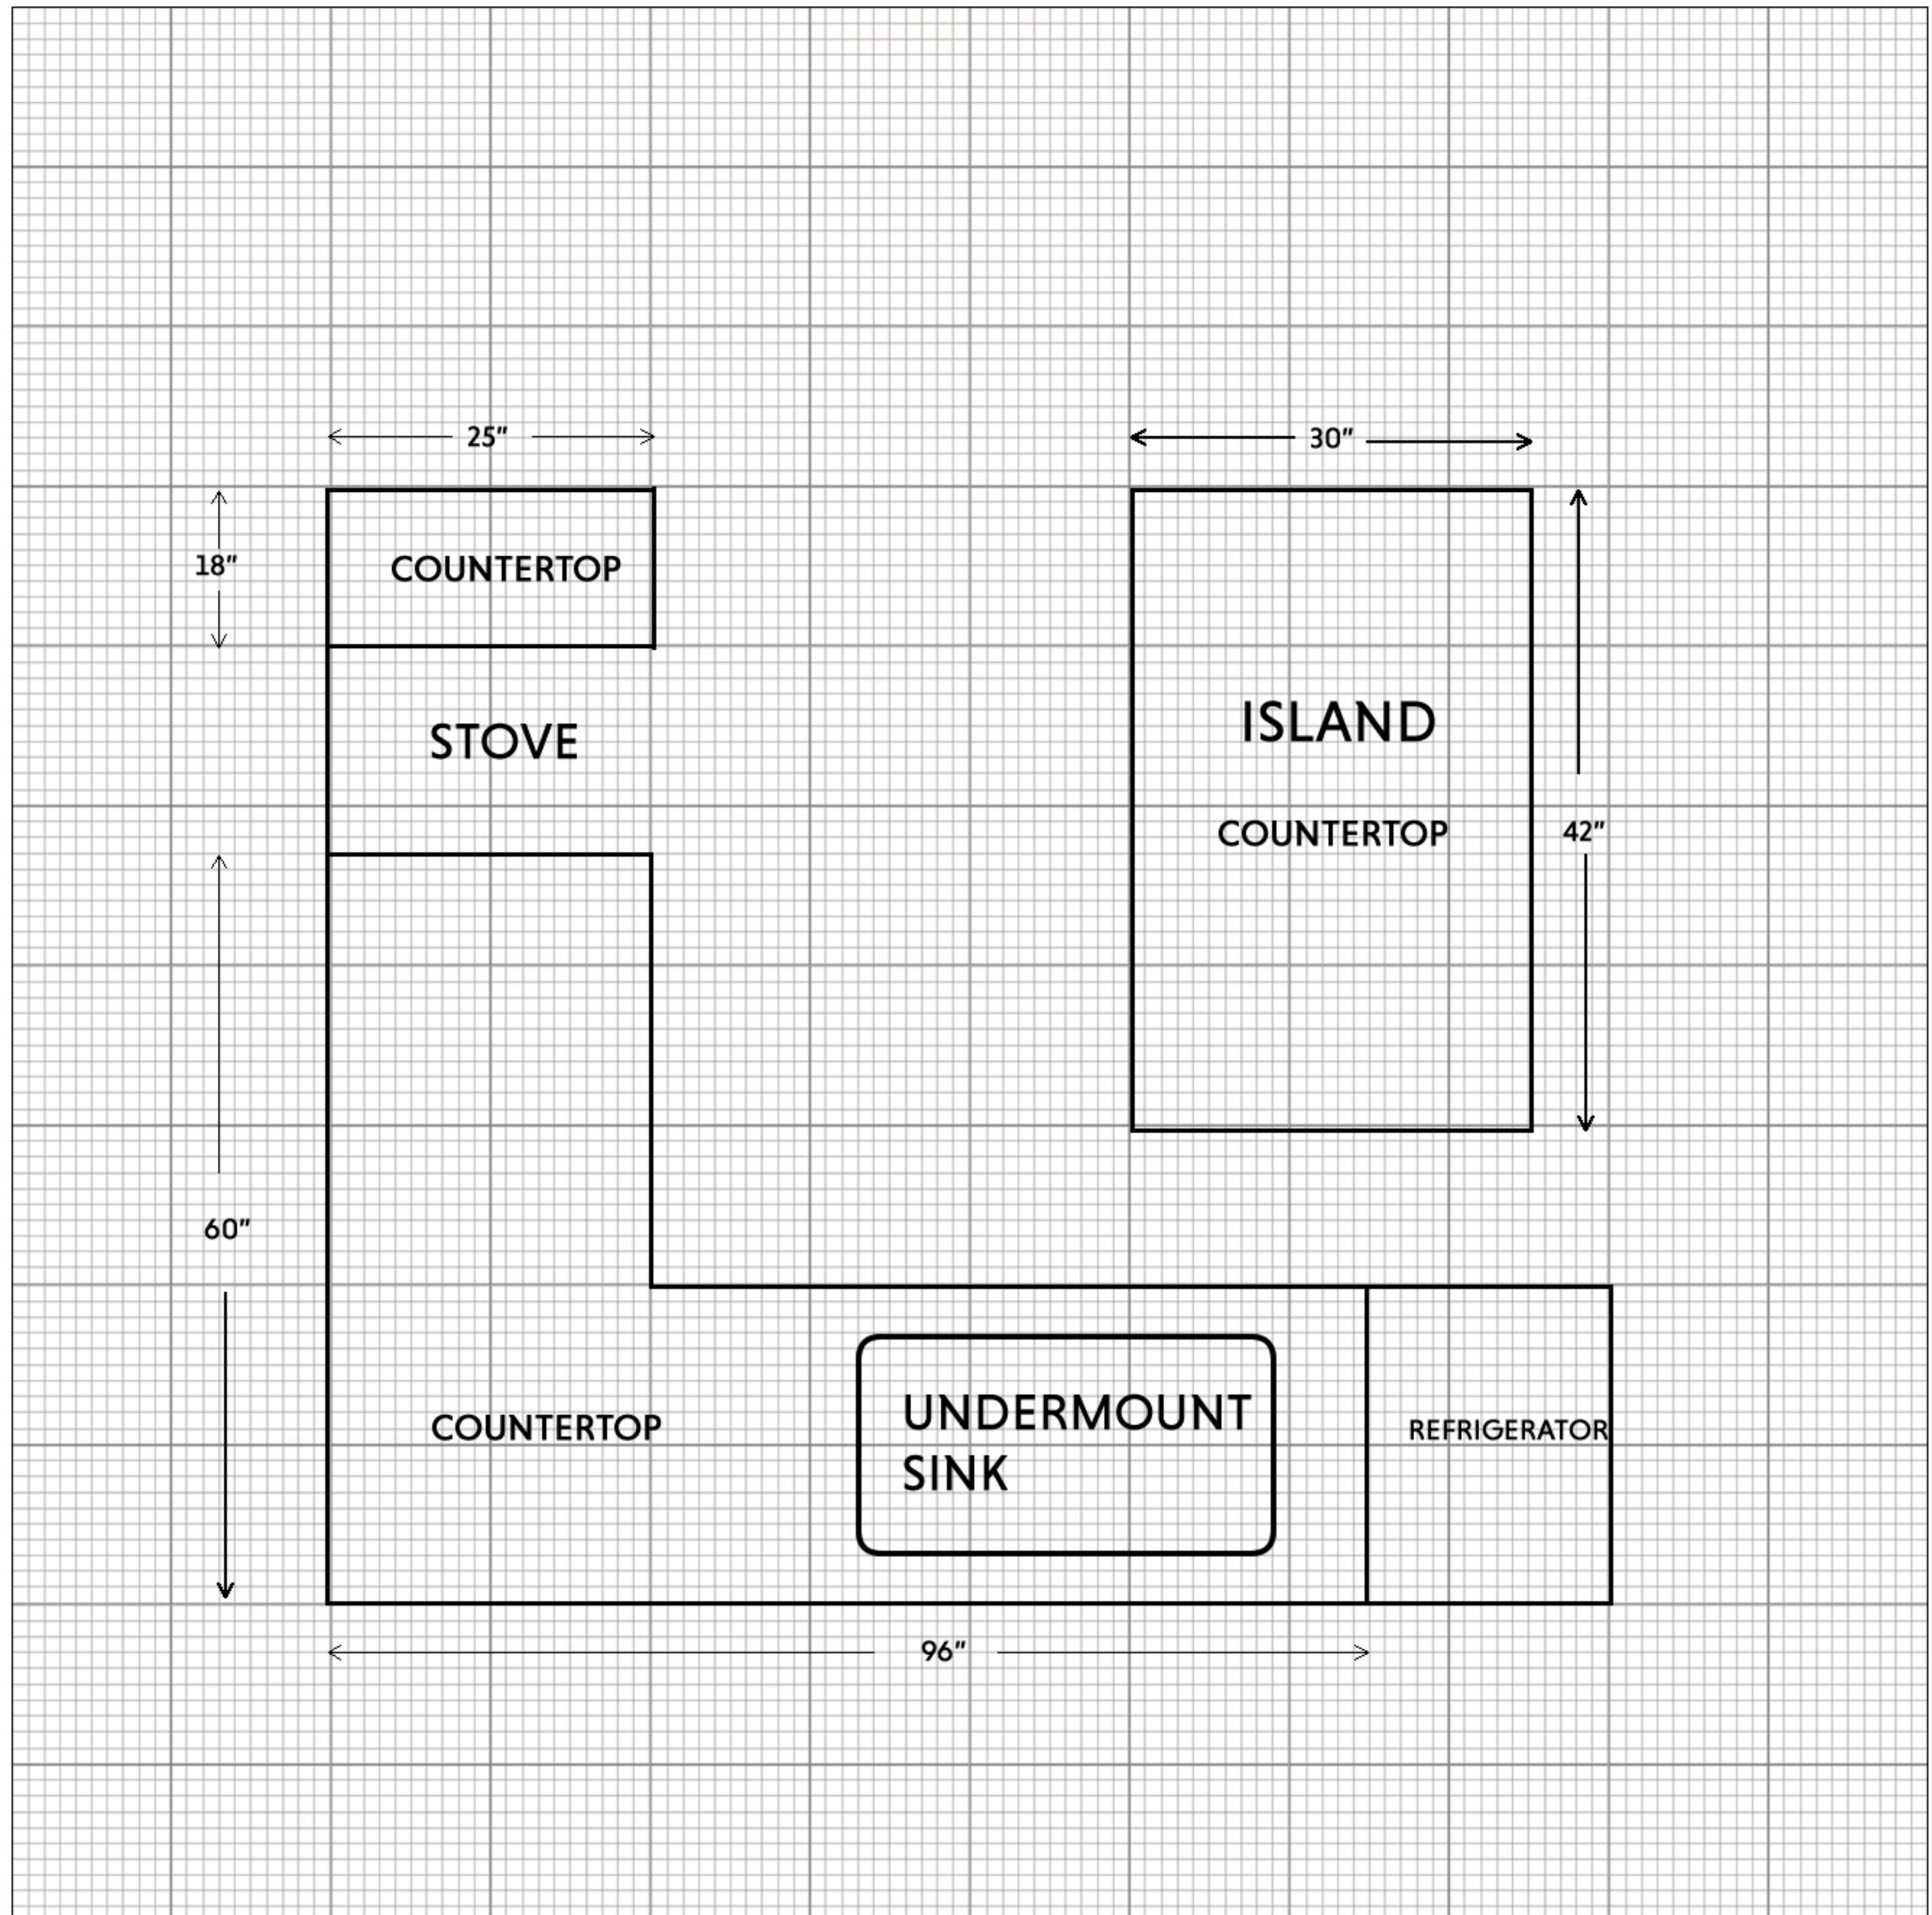 25″
30″
18″
COUNTERTOP
STOVE
ISLAND
COUNTERTOP
42″
60″
COUNTERTOP
UNDERMOUNT
SINK
REFRIGERATOR
96″